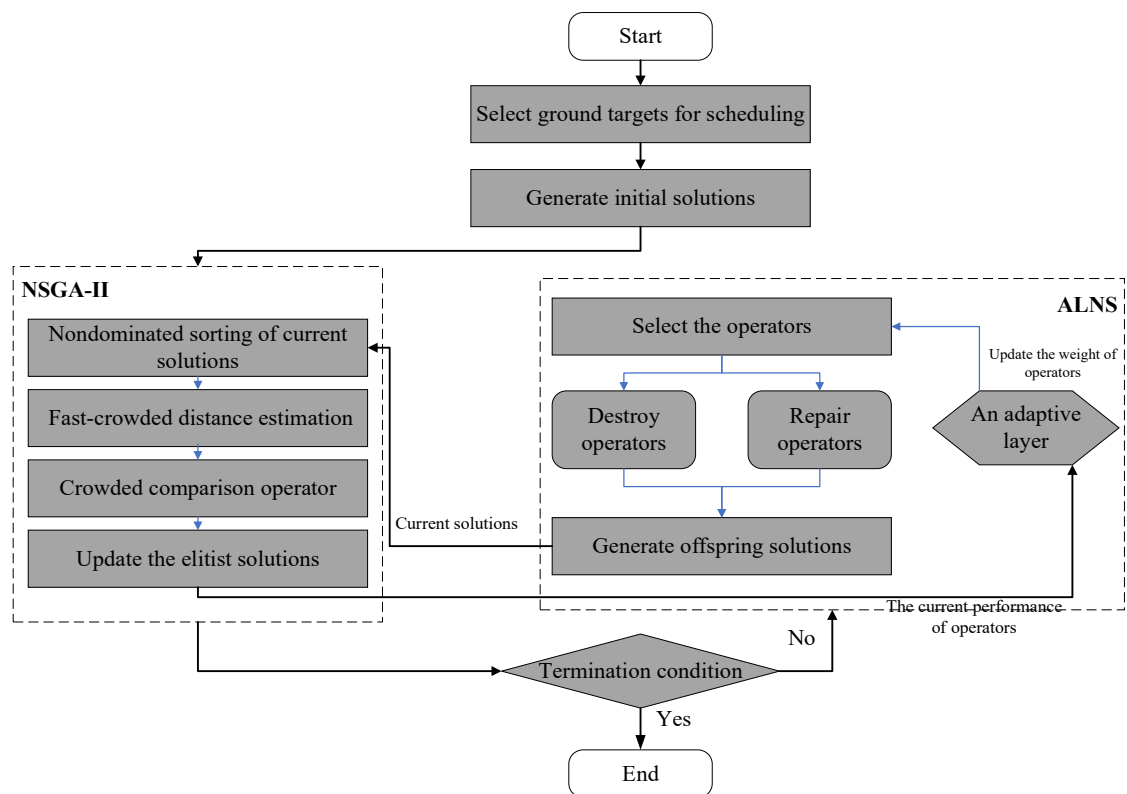 Start
Select ground targets for scheduling
Generate initial solutions
NSGA-II
Nondominated sorting of current
solutions
Fast-crowded distance estimation
Crowded comparison operator
Update the elitist solutions
Current solutions
ALNS
Select the operators
Update the weight of
operators
Destroy
operators
Repair
operators
An adaptive
layer
Generate offspring solutions
The current performance
of operators
Termination condition
No
Yes
End